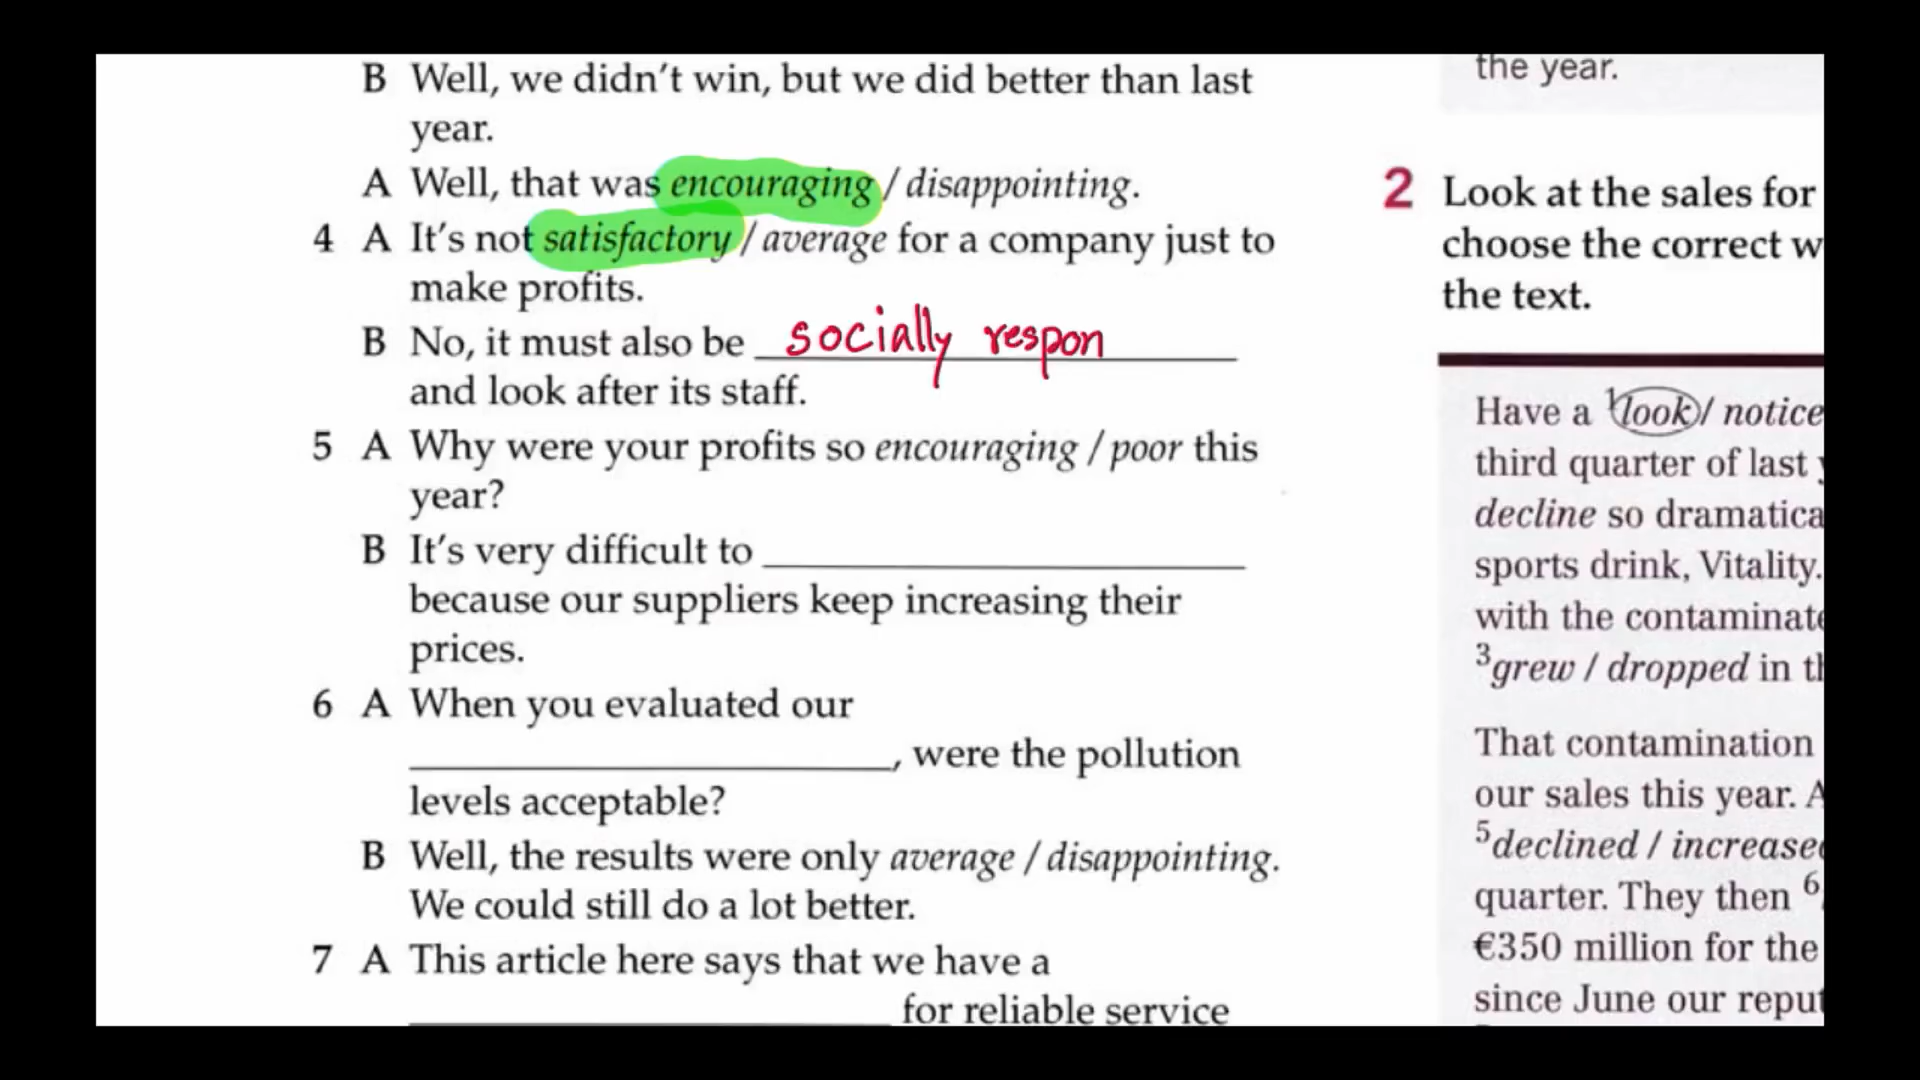 B Well, we didn't win, but we did better than last
year.
A Well, that was encouraging / disappointing.
4 A It's not satisfactory / average for a company just to
make profits.
B No, it must also be socially respon
and look after its staff.
5 A Why were your profits so encouraging / poor this
year?
B It's very difficult to
because our suppliers keep increasing their
prices.
6 A When you evaluated our
, were the pollution
levels acceptable?
B Well, the results were only average / disappointing.
We could still do a lot better.
7 A This article here says that we have a
for reliable service
the year.
2 Look at the sales for
choose the correct w
the text.
Have a 1look / notice
third quarter of last
decline so dramatica
sports drink, Vitality.
with the contaminate
3grew / dropped in th
That contamination
our sales this year. A
5declined / increased
quarter. They then 6
€350 million for the
since June our reput